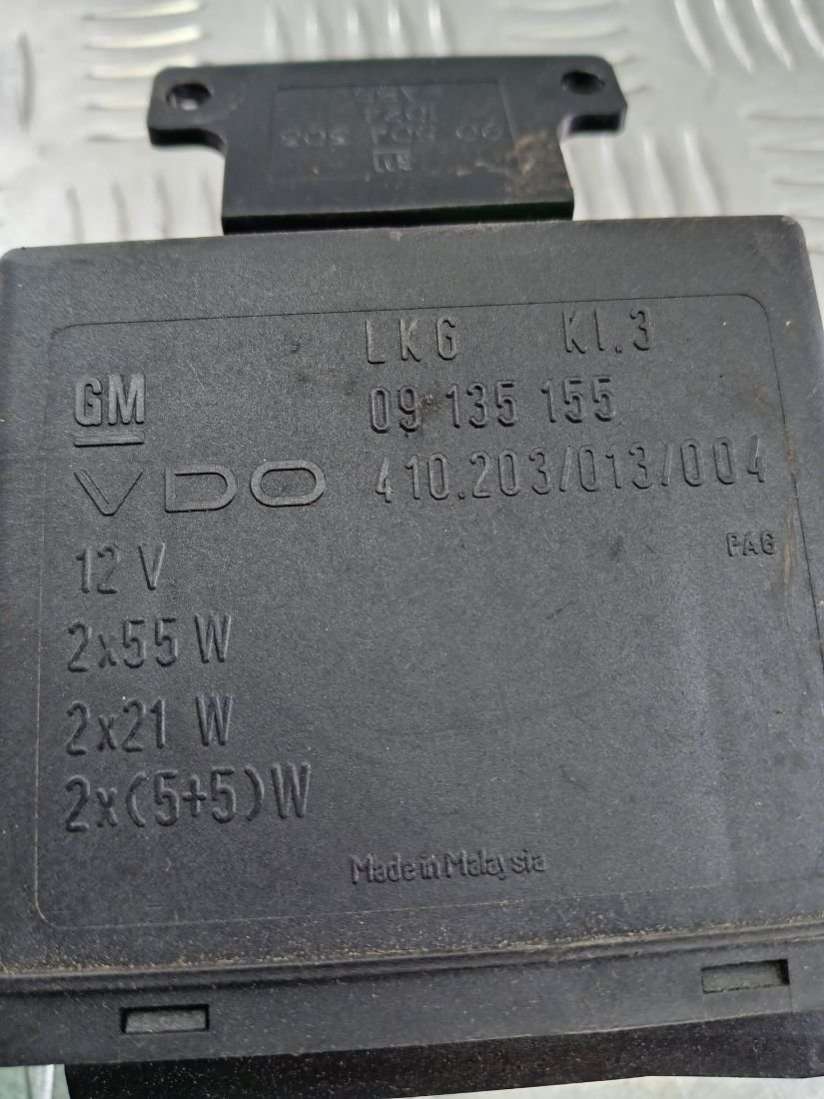 LKG KI.3
GM 09 135 155
VDO 410.203/013/004
PAG
12 V
2x55 W
2x21 W
2x(5+5)W
Made in Malaysia